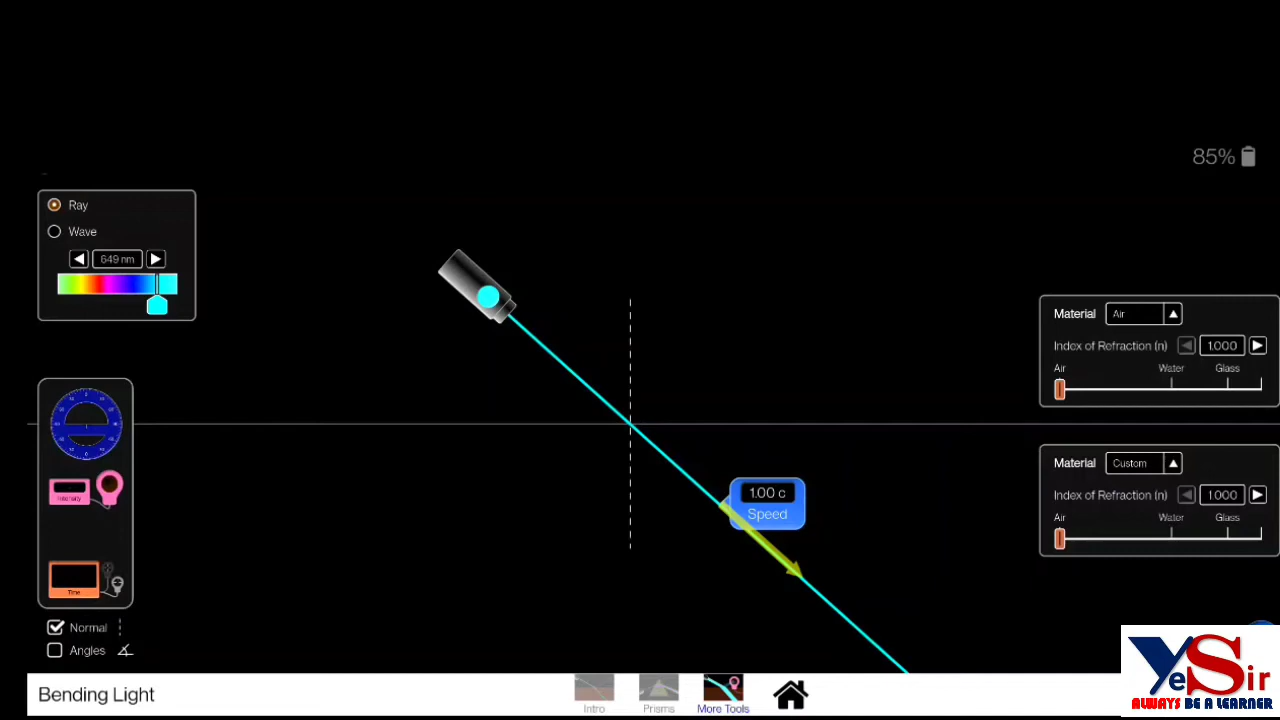 85%
Ray
Wave
649 nm
Material Air
Index of Refraction (n) 1.000
Air Water Glass
Intensity
1.00 c
Speed
Material Custom
Index of Refraction (n) 1.000
Air Water Glass
Time
Normal
Angles
Bending Light
Intro
Prisms
More Tools
YeSir
ALWAYS BE A LEARNER